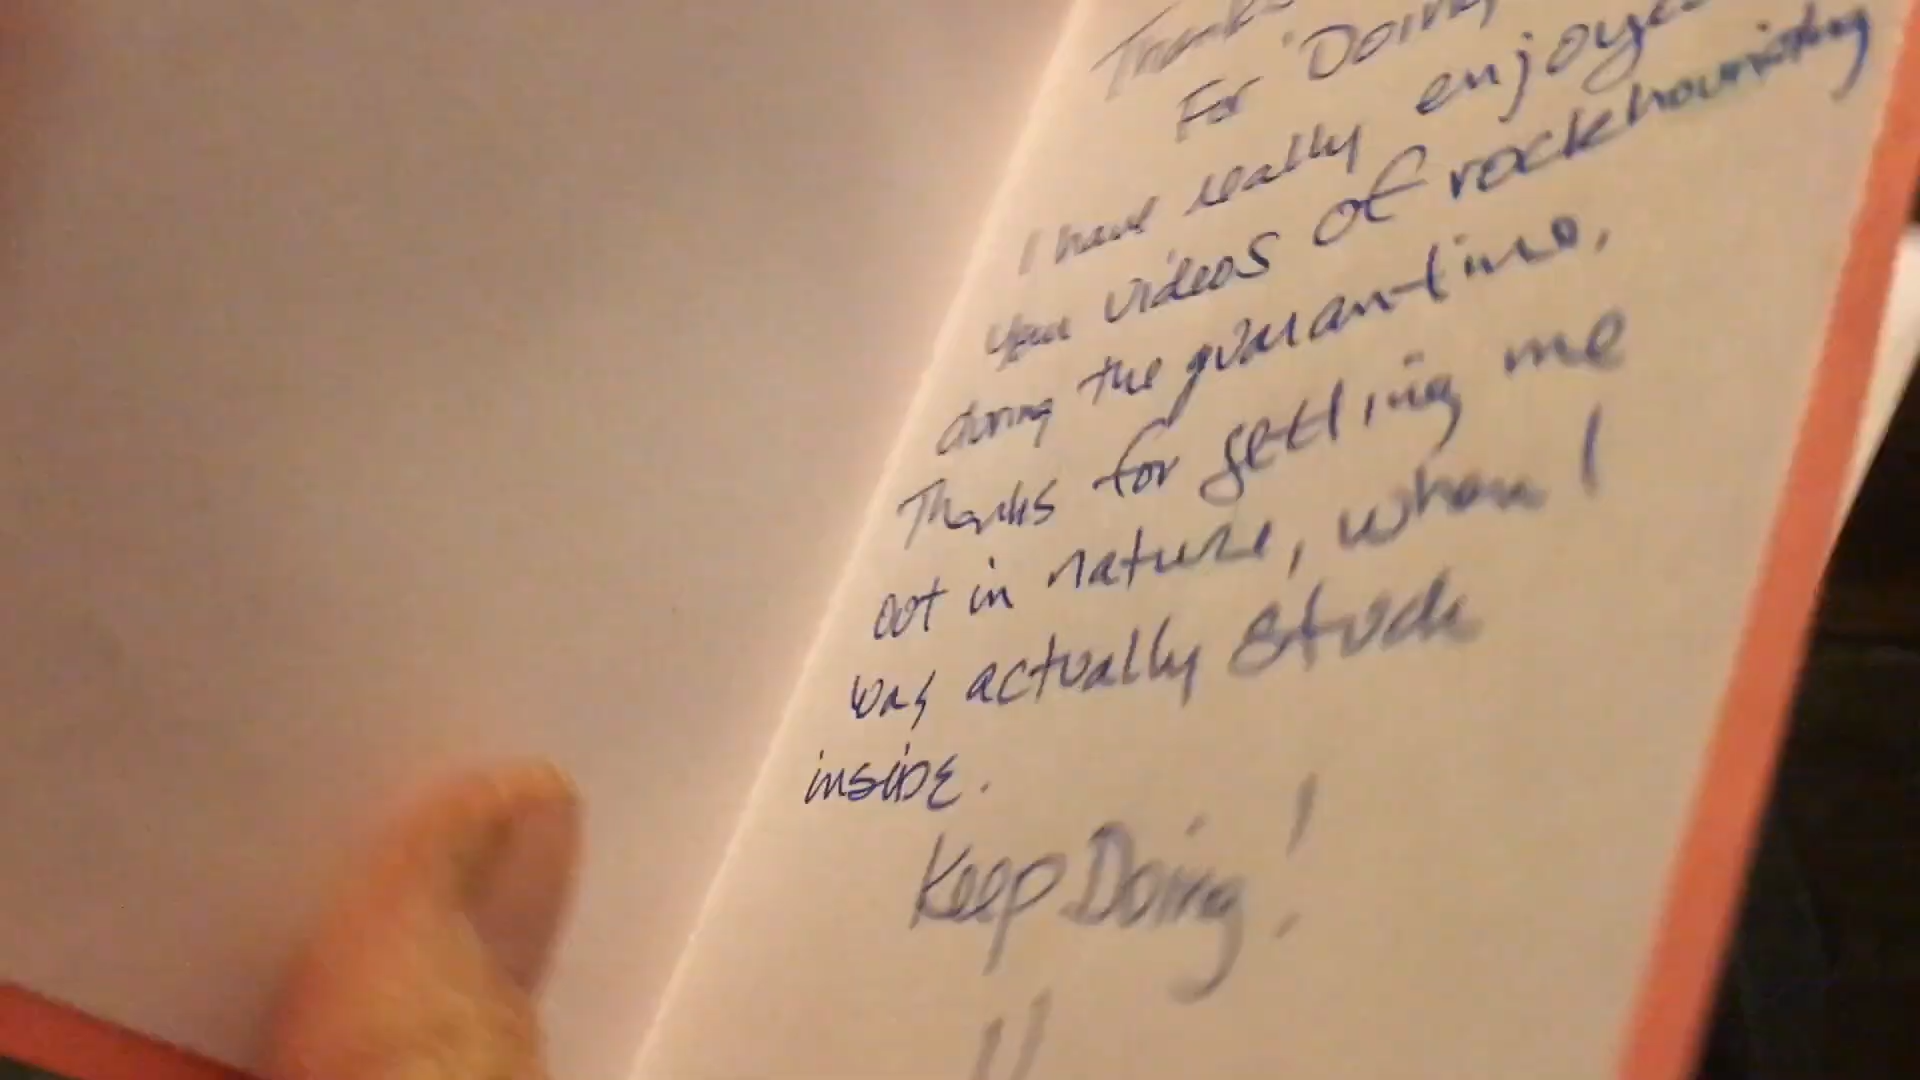 Thanks
For Doing
I have really enjoyed
your videos of rockhounding
during the quarantine,
Thanks for getting me
out in nature, when I
was actually stuck
inside.
Keep Doing!